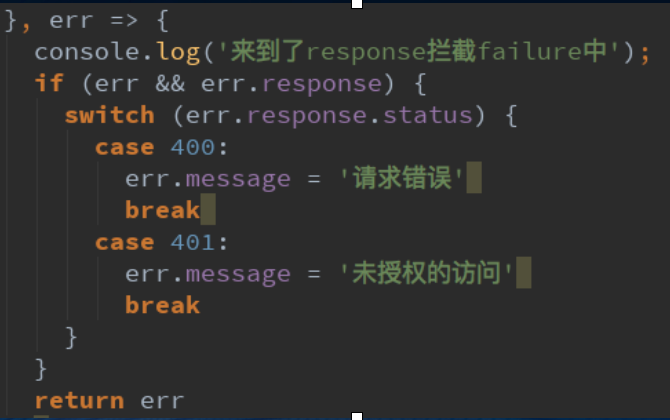 }, err => {
console.log('来到了response拦截failure中');
if (err && err.response) {
switch (err.response.status) {
case 400:
err.message = '请求错误'
break
case 401:
err.message = '未授权的访问'
break
}
}
return err